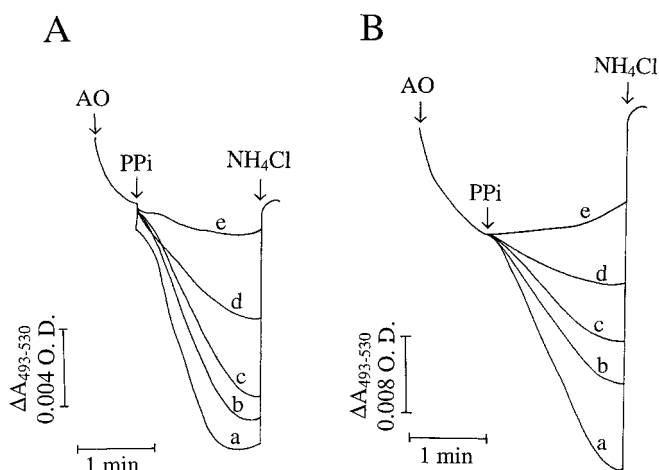 A
AO
PPi
NH₄Cl
e
d
c
b
a
ΔA₄₉₃₋₅₃₀
0.004 O. D.
1 min
B
AO
PPi
NH₄Cl
e
d
c
b
a
ΔA₄₉₃₋₅₃₀
0.008 O. D.
1 min